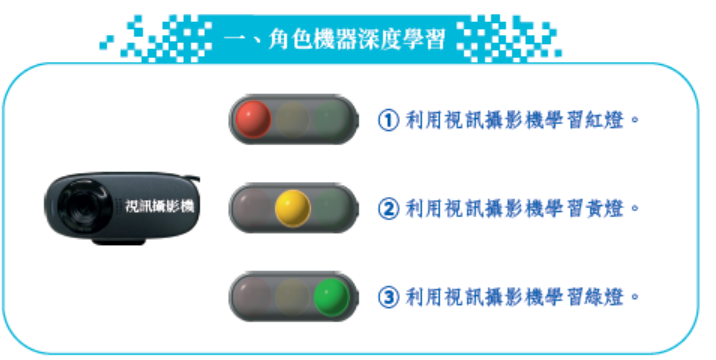 一、角色機器深度學習
① 利用視訊攝影機學習紅燈。
視訊攝影機
② 利用視訊攝影機學習黃燈。
③ 利用視訊攝影機學習綠燈。